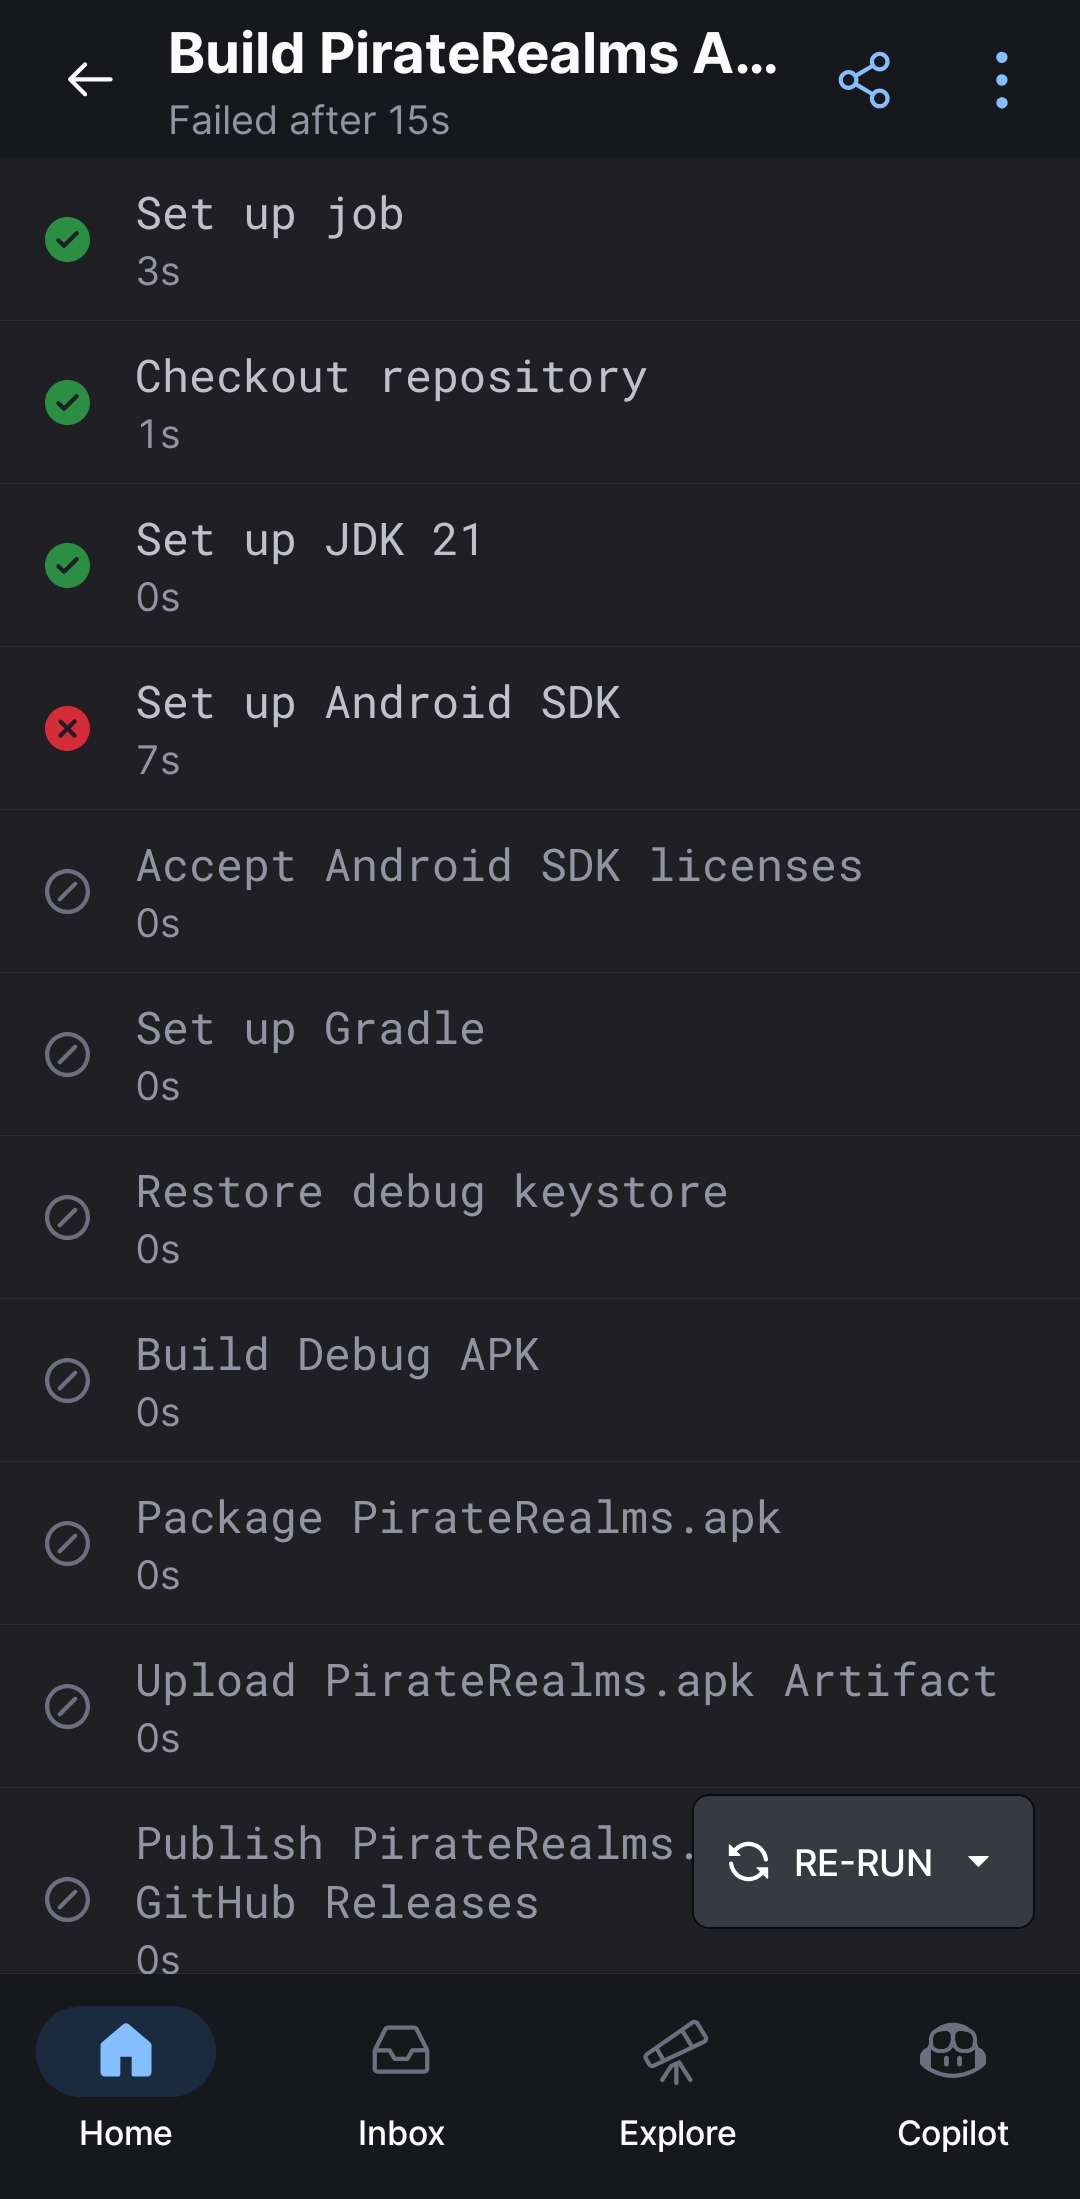 Build PirateRealms A...
Failed after 15s
Set up job
3s
Checkout repository
1s
Set up JDK 21
0s
Set up Android SDK
7s
Accept Android SDK licenses
0s
Set up Gradle
0s
Restore debug keystore
0s
Build Debug APK
0s
Package PirateRealms.apk
0s
Upload PirateRealms.apk Artifact
0s
Publish PirateRealms.
GitHub Releases
0s
RE-RUN
Home
Inbox
Explore
Copilot